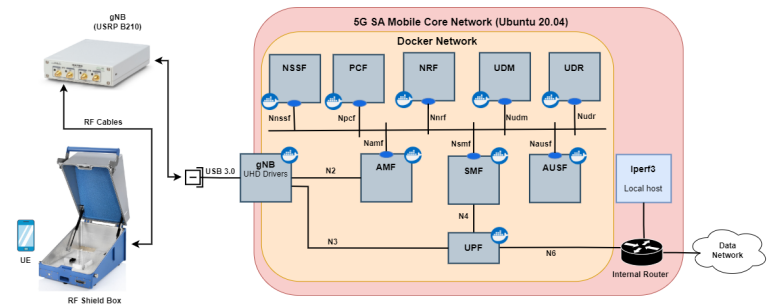 gNB
(USRP B210)
5G SA Mobile Core Network (Ubuntu 20.04)
Docker Network
NSSF
PCF
NRF
UDM
UDR
Nnssf
Npcf
Nnrf
Nudm
Nudr
RF Cables
Namf
Nsmf
Nausf
USB 3.0
gNB
UHD Drivers
N2
AMF
SMF
AUSF
Iperf3
Local host
N4
UE
N3
UPF
N6
Internal Router
Data
Network
RF Shield Box